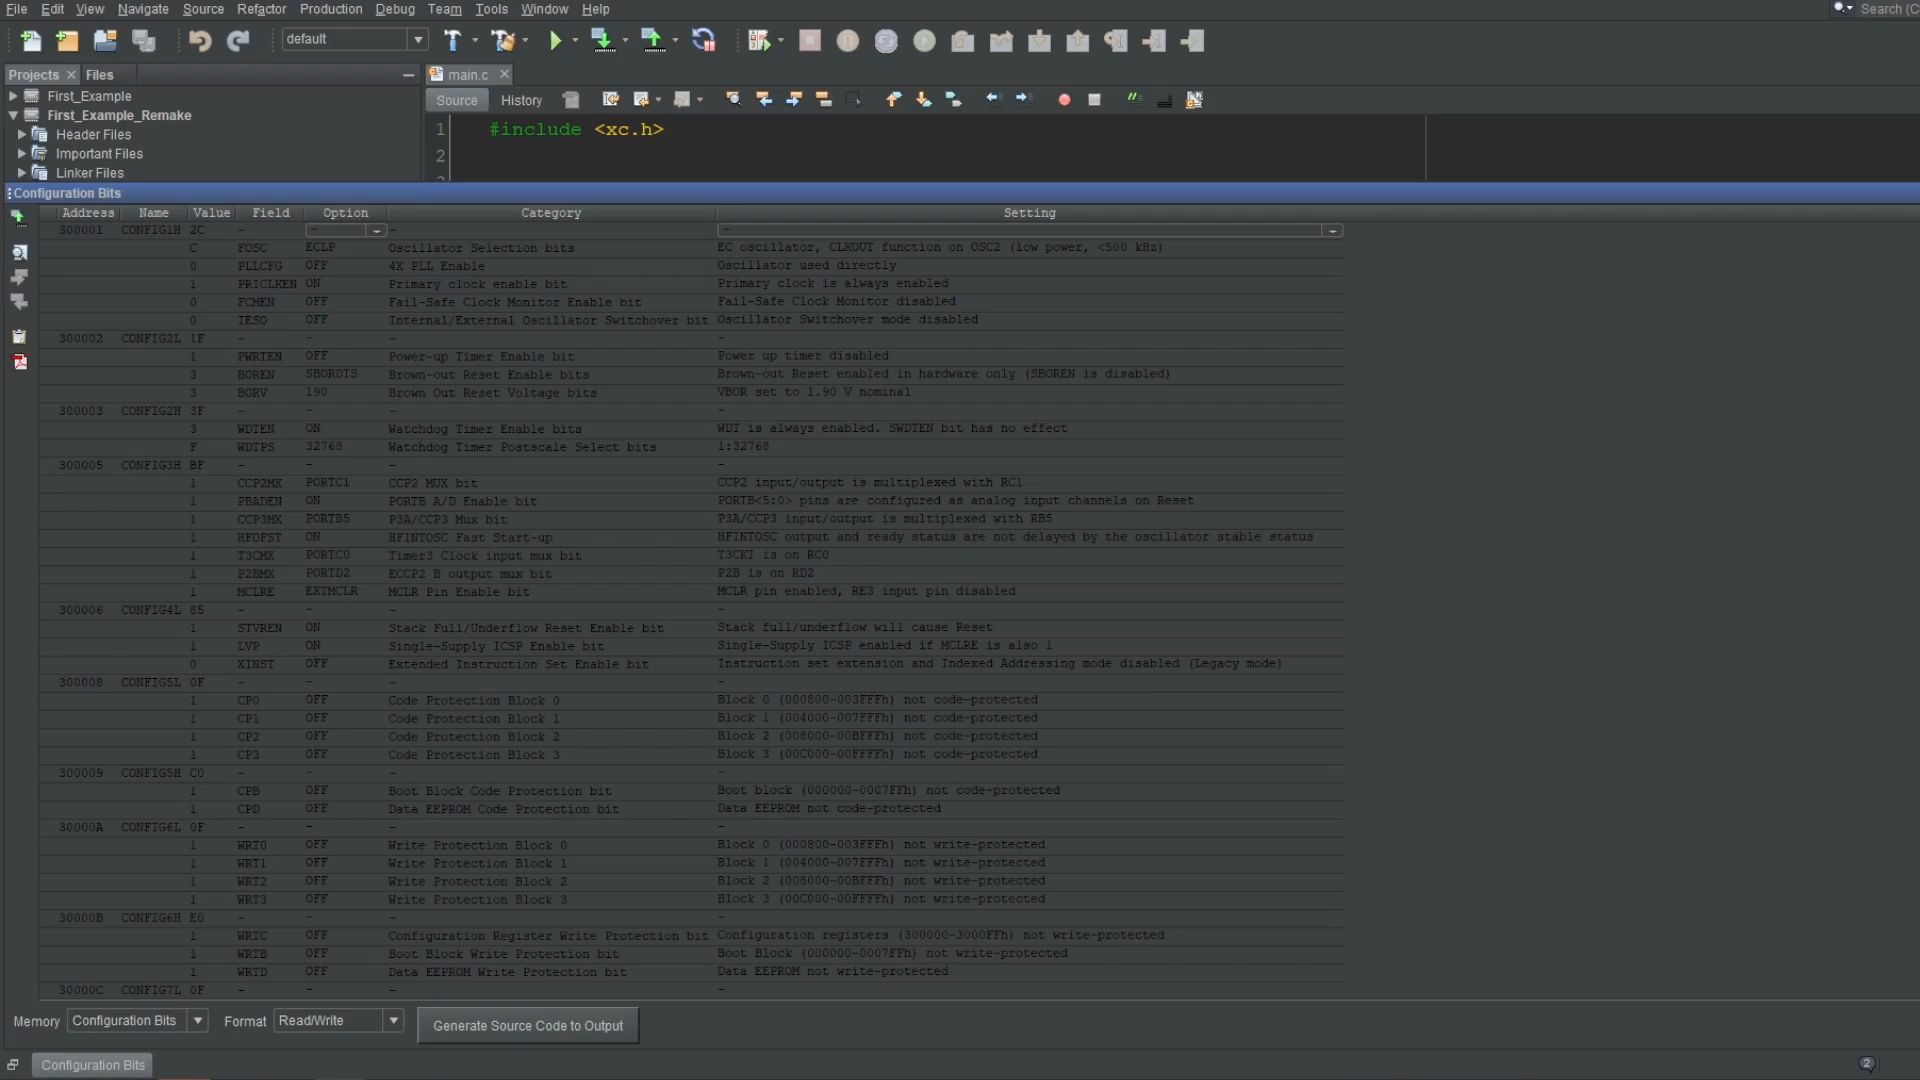 File Edit View Navigate Source Refactor Production Debug Team Tools Window Help Search (C
default
Projects Files main.c
First_Example
First_Example_Remake
Header Files
Important Files
Linker Files
Source History
1 #include <xc.h>
2
Configuration Bits
Address Name Value Field Option Category Setting
300001 CONFIG1H 2C - - - -
C FOSC ECLP Oscillator Selection bits EC oscillator, CLKOUT function on OSC2 (low power, <500 kHz)
0 PLLCFG OFF 4X PLL Enable Oscillator used directly
1 PRICLKEN ON Primary clock enable bit Primary clock is always enabled
0 FCMEN OFF Fail-Safe Clock Monitor Enable bit Fail-Safe Clock Monitor disabled
0 IESO OFF Internal/External Oscillator Switchover bit Oscillator Switchover mode disabled
300002 CONFIG2L 1F - - - -
1 PWRTEN OFF Power-up Timer Enable bit Power up timer disabled
3 BOREN SBORDIS Brown-out Reset Enable bits Brown-out Reset enabled in hardware only (SBOREN is disabled)
3 BORV 190 Brown Out Reset Voltage bits VBOR set to 1.90 V nominal
300003 CONFIG2H 3F - - - -
3 WDTEN ON Watchdog Timer Enable bits WDT is always enabled. SWDTEN bit has no effect
F WDTPS 32768 Watchdog Timer Postscale Select bits 1:32768
300005 CONFIG3H BF - - - -
1 CCP2MX PORTC1 CCP2 MUX bit CCP2 input/output is multiplexed with RC1
1 PBADEN ON PORTB A/D Enable bit PORTB<5:0> pins are configured as analog input channels on Reset
1 CCP3MX PORTB5 P3A/CCP3 Mux bit P3A/CCP3 input/output is multiplexed with RB5
1 HFOFST ON HFINTOSC Fast Start-up HFINTOSC output and ready status are not delayed by the oscillator stable status
1 T3CMX PORTC0 Timer3 Clock input mux bit T3CKI is on RC0
1 P2BMX PORTD2 ECCP2 B output mux bit P2B is on RD2
1 MCLRE EXTMCLR MCLR Pin Enable bit MCLR pin enabled, RE3 input pin disabled
300006 CONFIG4L 85 - - - -
1 STVREN ON Stack Full/Underflow Reset Enable bit Stack full/underflow will cause Reset
1 LVP ON Single-Supply ICSP Enable bit Single-Supply ICSP enabled if MCLRE is also 1
0 XINST OFF Extended Instruction Set Enable bit Instruction set extension and Indexed Addressing mode disabled (Legacy mode)
300008 CONFIG5L 0F - - - -
1 CP0 OFF Code Protection Block 0 Block 0 (000800-003FFFh) not code-protected
1 CP1 OFF Code Protection Block 1 Block 1 (004000-007FFFh) not code-protected
1 CP2 OFF Code Protection Block 2 Block 2 (008000-00BFFFh) not code-protected
1 CP3 OFF Code Protection Block 3 Block 3 (00C000-00FFFFh) not code-protected
300009 CONFIG5H C0 - - - -
1 CPB OFF Boot Block Code Protection bit Boot block (000000-0007FFh) not code-protected
1 CPD OFF Data EEPROM Code Protection bit Data EEPROM not code-protected
30000A CONFIG6L 0F - - - -
1 WRT0 OFF Write Protection Block 0 Block 0 (000800-003FFFh) not write-protected
1 WRT1 OFF Write Protection Block 1 Block 1 (004000-007FFFh) not write-protected
1 WRT2 OFF Write Protection Block 2 Block 2 (008000-00BFFFh) not write-protected
1 WRT3 OFF Write Protection Block 3 Block 3 (00C000-00FFFFh) not write-protected
30000B CONFIG6H E0 - - - -
1 WRTC OFF Configuration Register Write Protection bit Configuration registers (300000-3000FFh) not write-protected
1 WRTB OFF Boot Block Write Protection bit Boot Block (000000-0007FFh) not write-protected
1 WRTD OFF Data EEPROM Write Protection bit Data EEPROM not write-protected
30000C CONFIG7L 0F - - - -
Memory Configuration Bits Format Read/Write Generate Source Code to Output
Configuration Bits 2